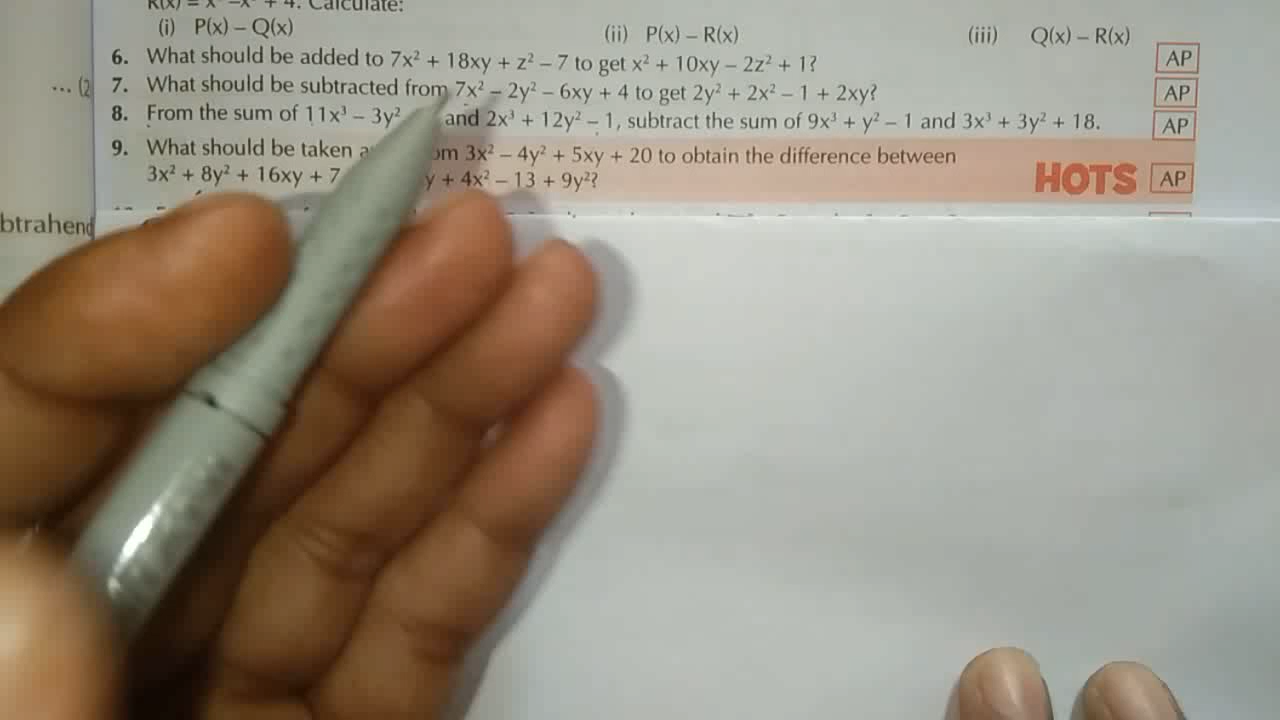 + 4. Calculate:
(i) P(x) – Q(x) (ii) P(x) – R(x) (iii) Q(x) – R(x)
6. What should be added to 7x² + 18xy + z² – 7 to get x² + 10xy – 2z² + 1? AP
... (2 7. What should be subtracted from 7x² – 2y² – 6xy + 4 to get 2y² + 2x² – 1 + 2xy? AP
8. From the sum of 11x³ – 3y² and 2x³ + 12y² – 1, subtract the sum of 9x³ + y² – 1 and 3x³ + 3y² + 18. AP
9. What should be taken 3x² – 4y² + 5xy + 20 to obtain the difference between
3x² + 8y² + 16xy + 7 y + 4x² – 13 + 9y²? HOTS AP
btrahend